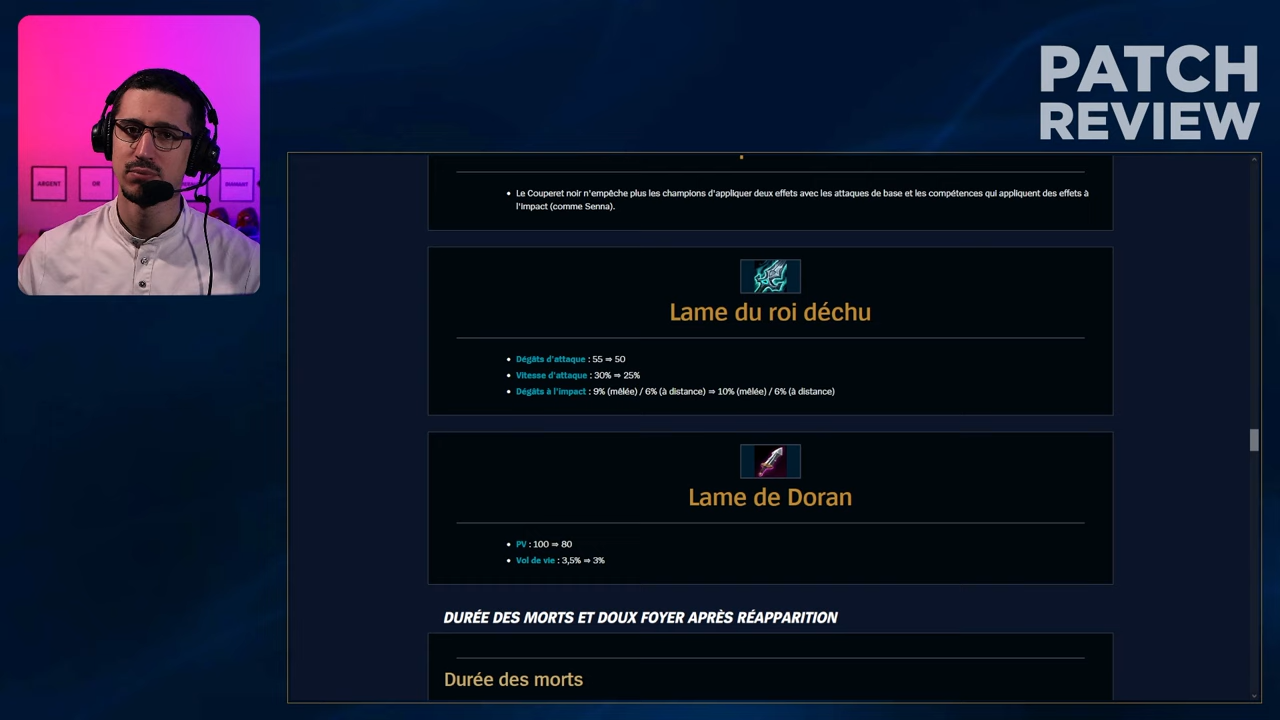 PATCH
REVIEW
ARGENT
OR
DIAMANT
Le Couperet noir n'empêche plus les champions d'appliquer deux effets avec les attaques de base et les compétences qui appliquent des effets à
l'impact (comme Senna).
Lame du roi déchu
Dégâts d'attaque : 55 ⇒ 50
Vitesse d'attaque : 30% ⇒ 25%
Dégâts à l'impact : 9% (mêlée) / 6% (à distance) ⇒ 10% (mêlée) / 6% (à distance)
Lame de Doran
PV : 100 ⇒ 80
Vol de vie : 3,5% ⇒ 3%
DURÉE DES MORTS ET DOUX FOYER APRÈS RÉAPPARITION
Durée des morts